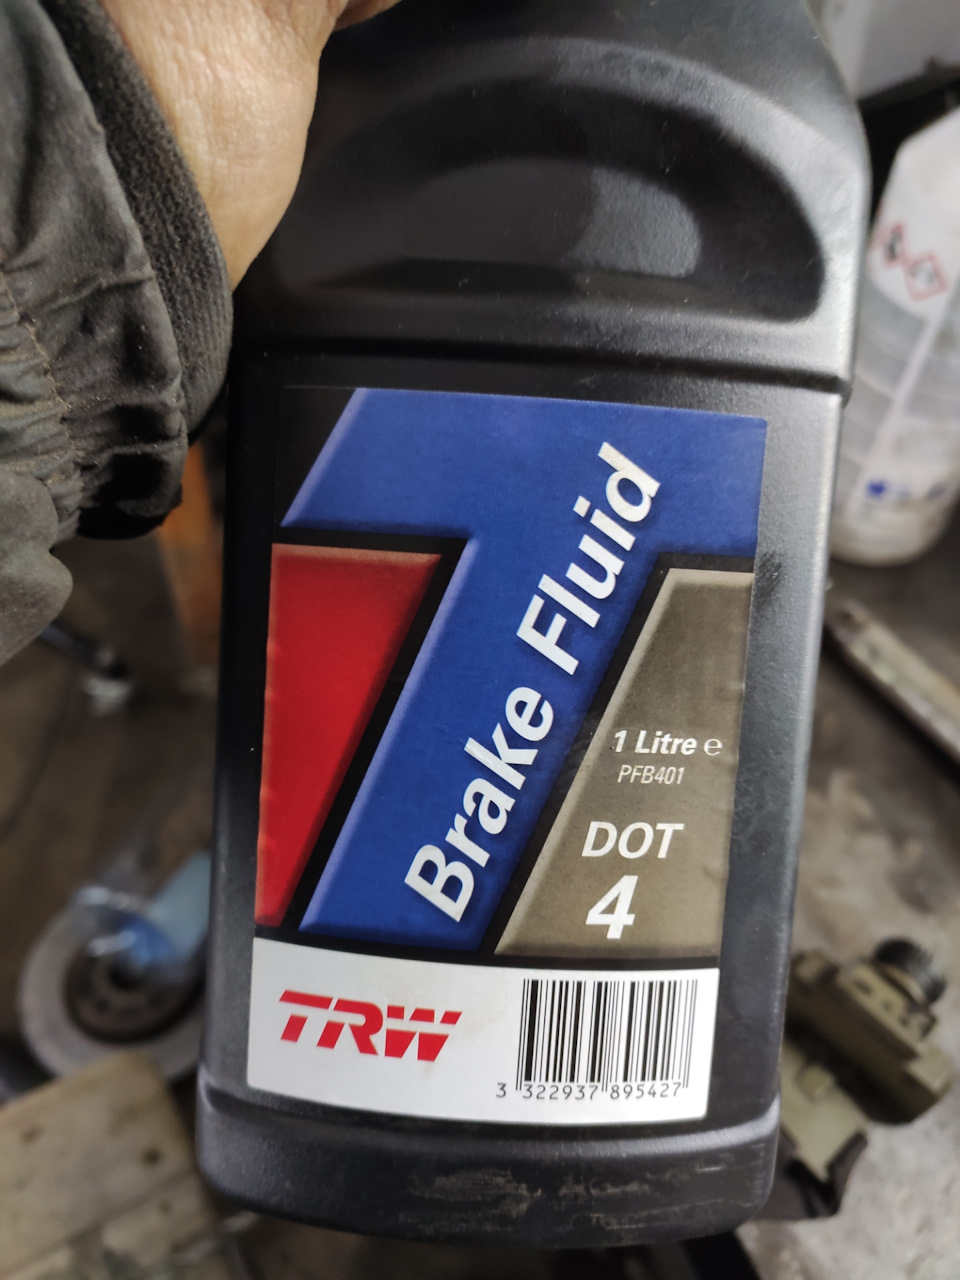 Brake Fluid
1 Litre ℮
PFB401
DOT
4
TRW
3 322937 895427